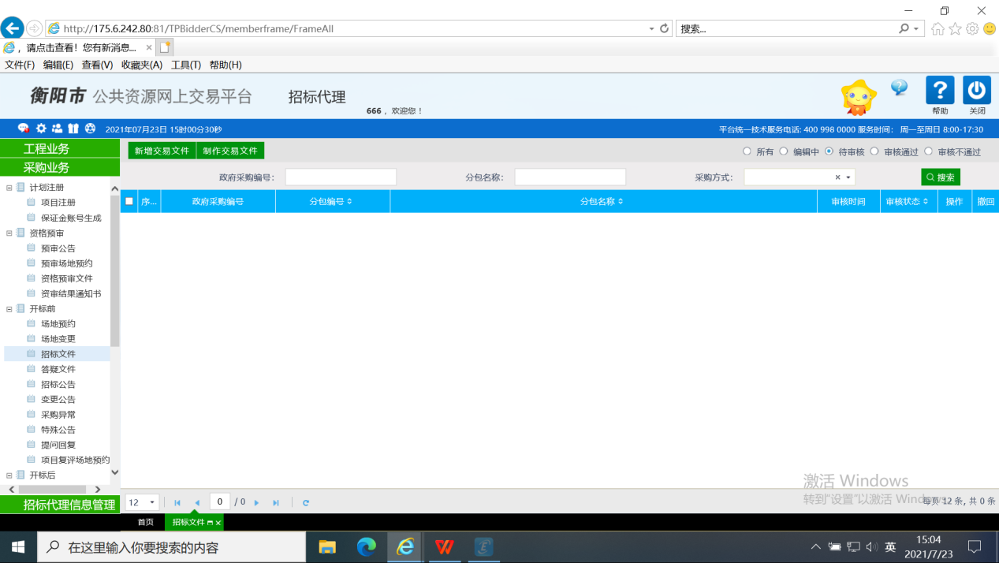 http://175.6.242.80:81/TPBidderCS/memberframe/FrameAll
搜索...
，请点击查看！您有新消息... ×
文件(F) 编辑(E) 查看(V) 收藏夹(A) 工具(T) 帮助(H)
衡阳市 公共资源网上交易平台 招标代理
666 ，欢迎您！
帮助 关闭
2021年07月23日 15时00分30秒
平台统一技术服务电话: 400 998 0000 服务时间： 周一至周日 8:00-17:30
工程业务
采购业务
新增交易文件 制作交易文件
所有 编辑中 待审核 审核通过 审核不通过
政府采购编号： 分包名称： 采购方式： 搜索
序... 政府采购编号 分包编号 分包名称 审核时间 审核状态 操作 撤回
计划注册
项目注册
保证金账号生成
资格预审
预审公告
预审场地预约
资格预审文件
资审结果通知书
开标前
场地预约
场地变更
招标文件
答疑文件
招标公告
变更公告
采购异常
特殊公告
提问回复
项目复评场地预约
开标后
招标代理信息管理
12 0 / 0
激活 Windows
转到"设置"以激活 Windows
每页 12 条, 共 0 条
首页 招标文件
在这里输入你要搜索的内容
英
15:04
2021/7/23